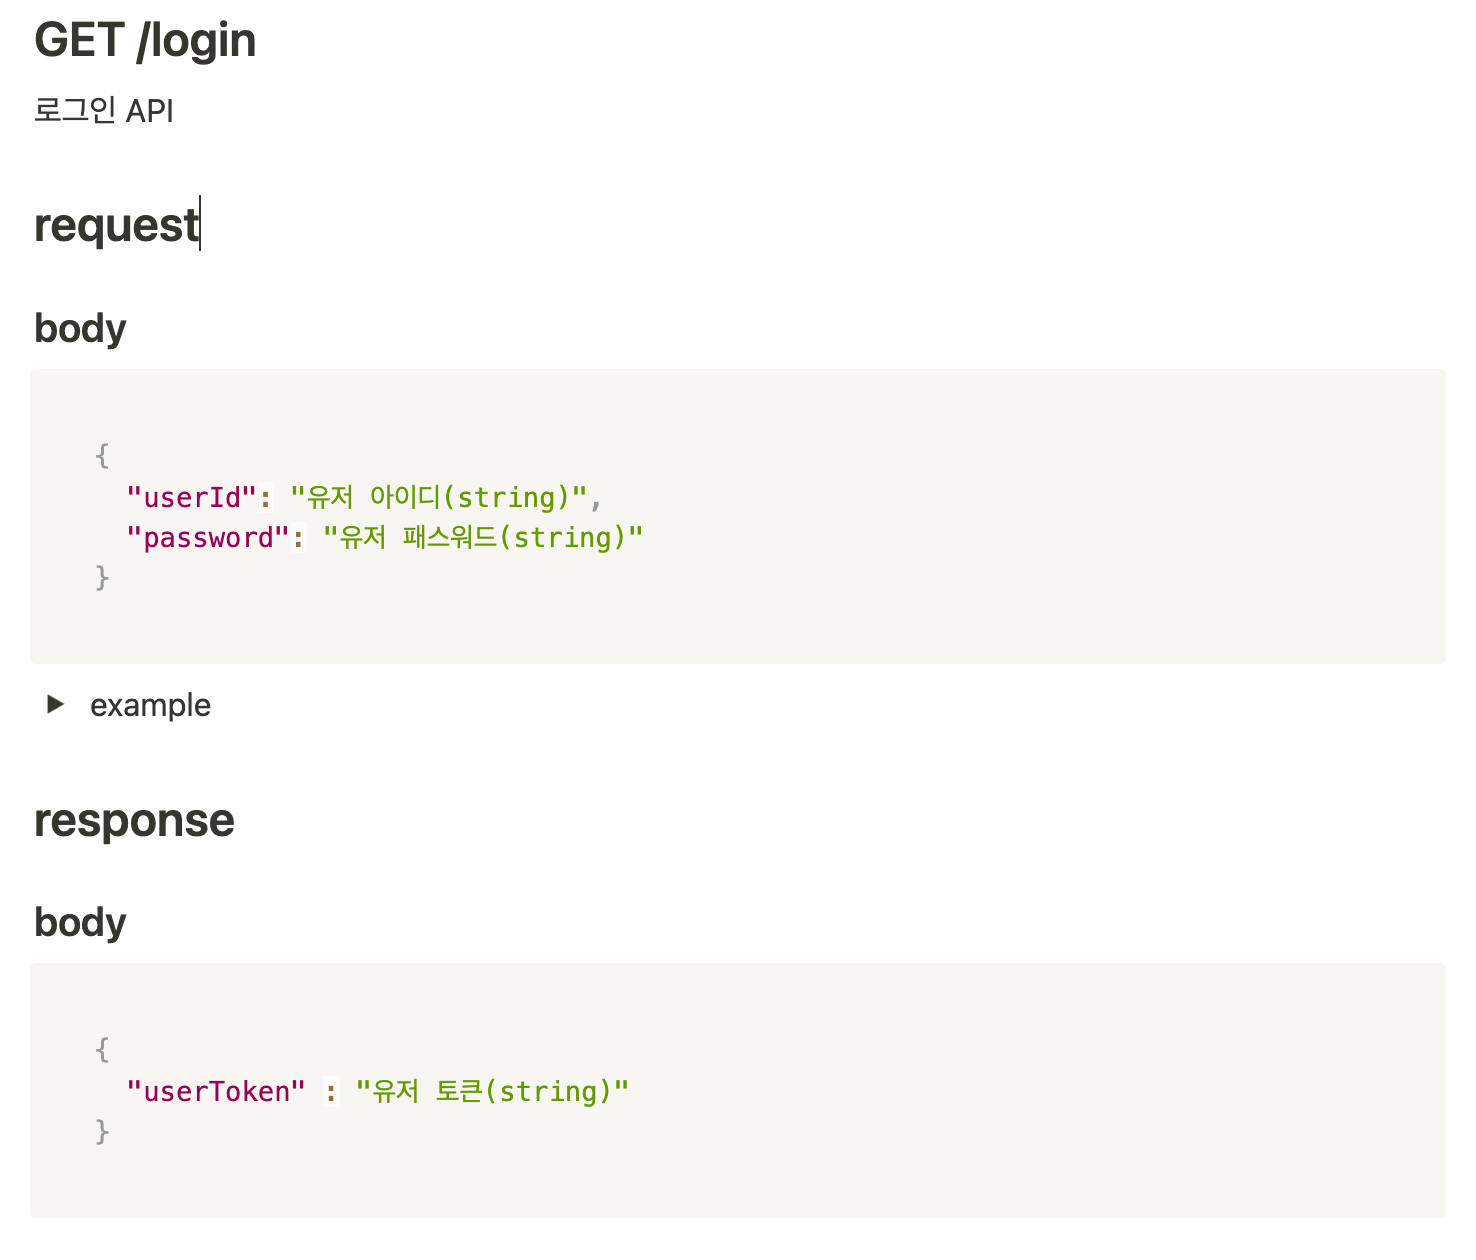 GET /login
로그인 API
request
body
{
"userId": "유저 아이디(string)",
"password": "유저 패스워드(string)"
}
example
response
body
{
"userToken" : "유저 토큰(string)"
}